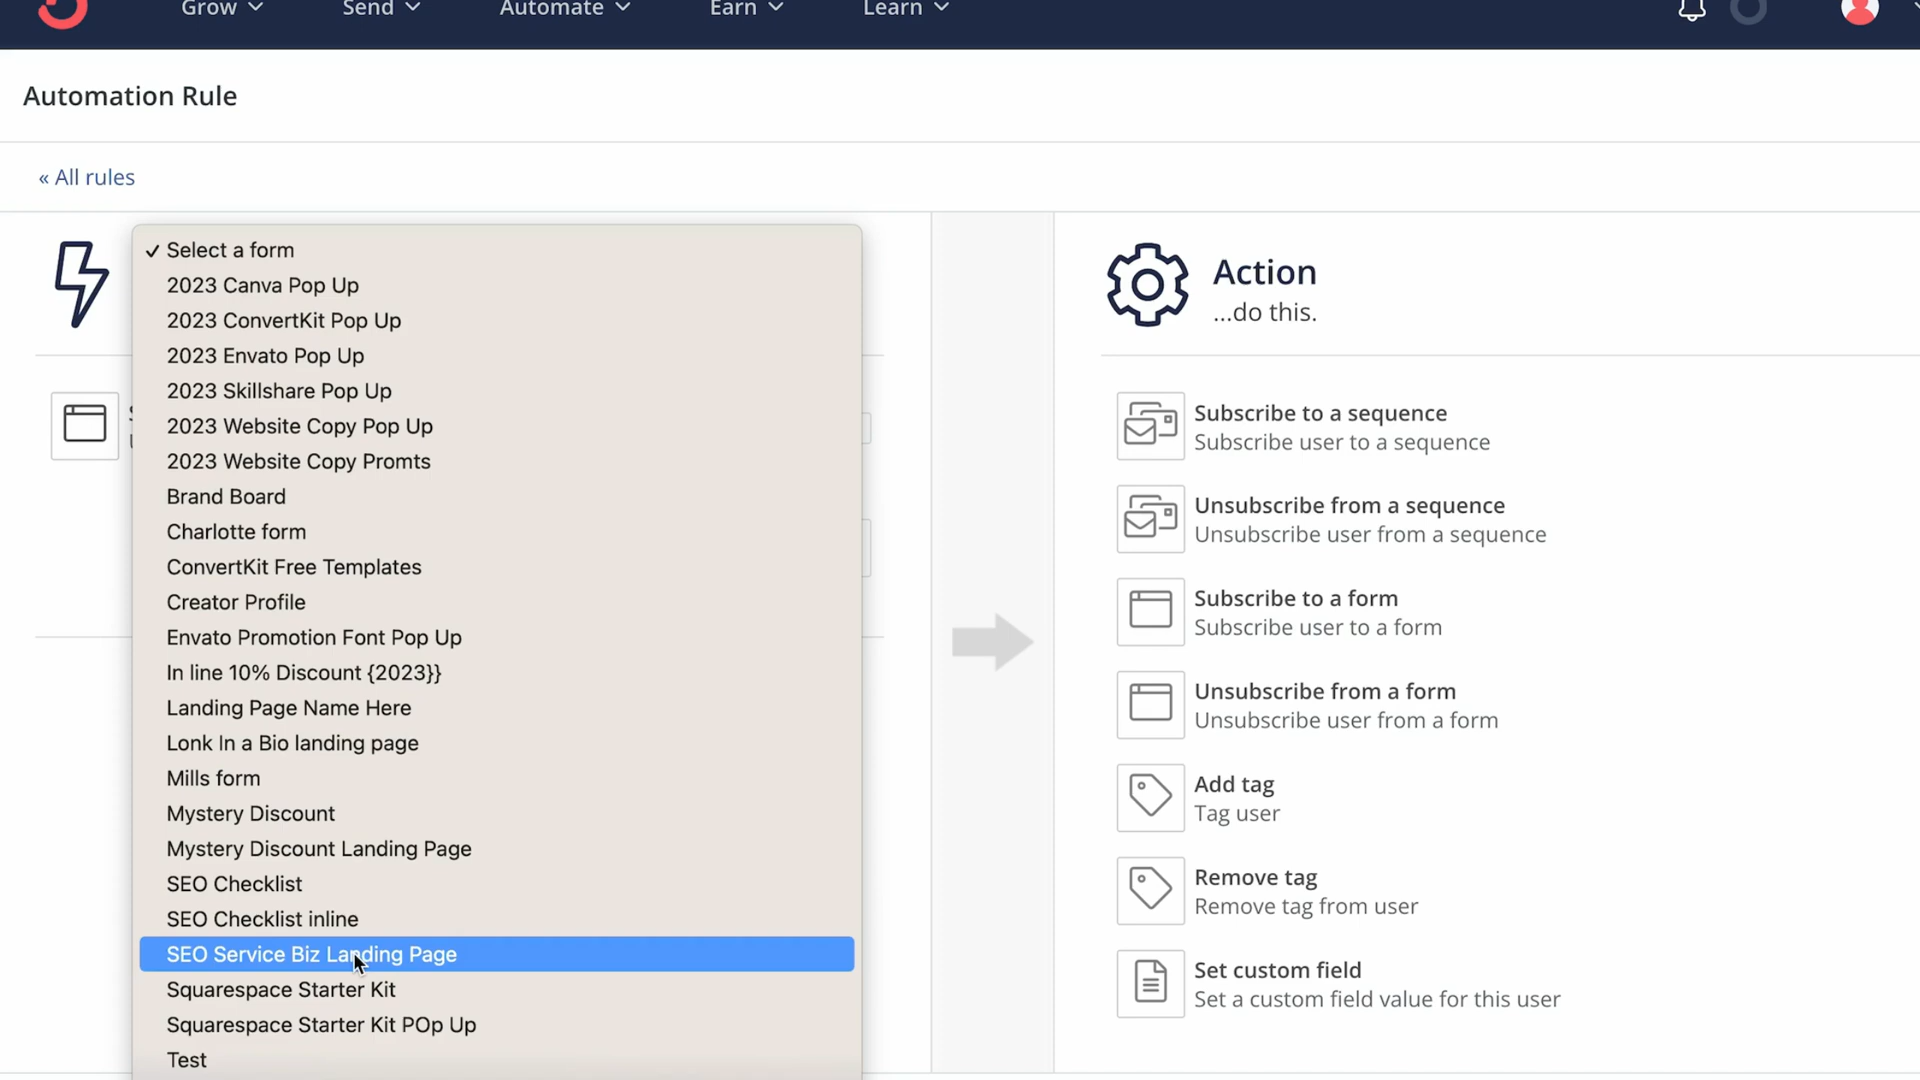 Grow
Send
Automate
Earn
Learn
Automation Rule
« All rules
✓ Select a form
2023 Canva Pop Up
2023 ConvertKit Pop Up
2023 Envato Pop Up
2023 Skillshare Pop Up
2023 Website Copy Pop Up
2023 Website Copy Promts
Brand Board
Charlotte form
ConvertKit Free Templates
Creator Profile
Envato Promotion Font Pop Up
In line 10% Discount {2023}}
Landing Page Name Here
Lonk In a Bio landing page
Mills form
Mystery Discount
Mystery Discount Landing Page
SEO Checklist
SEO Checklist inline
SEO Service Biz Landing Page
Squarespace Starter Kit
Squarespace Starter Kit POp Up
Test
Action
...do this.
Subscribe to a sequence
Subscribe user to a sequence
Unsubscribe from a sequence
Unsubscribe user from a sequence
Subscribe to a form
Subscribe user to a form
Unsubscribe from a form
Unsubscribe user from a form
Add tag
Tag user
Remove tag
Remove tag from user
Set custom field
Set a custom field value for this user